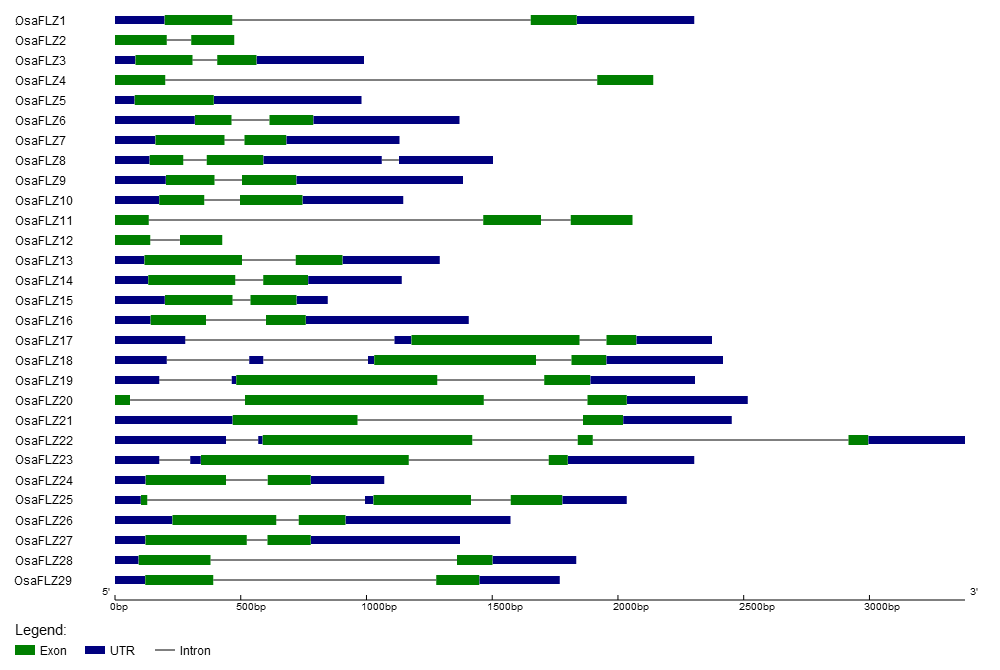 OsaFLZ1
OsaFLZ2
OsaFLZ3
OsaFLZ4
OsaFLZ5
OsaFLZ6
OsaFLZ7
OsaFLZ8
OsaFLZ9
OsaFLZ10
OsaFLZ11
OsaFLZ12
OsaFLZ13
OsaFLZ14
OsaFLZ15
OsaFLZ16
OsaFLZ17
OsaFLZ18
OsaFLZ19
OsaFLZ20
OsaFLZ21
OsaFLZ22
OsaFLZ23
OsaFLZ24
OsaFLZ25
OsaFLZ26
OsaFLZ27
OsaFLZ28
OsaFLZ29
5' 3'
0bp 500bp 1000bp 1500bp 2000bp 2500bp 3000bp
Legend:
Exon UTR Intron